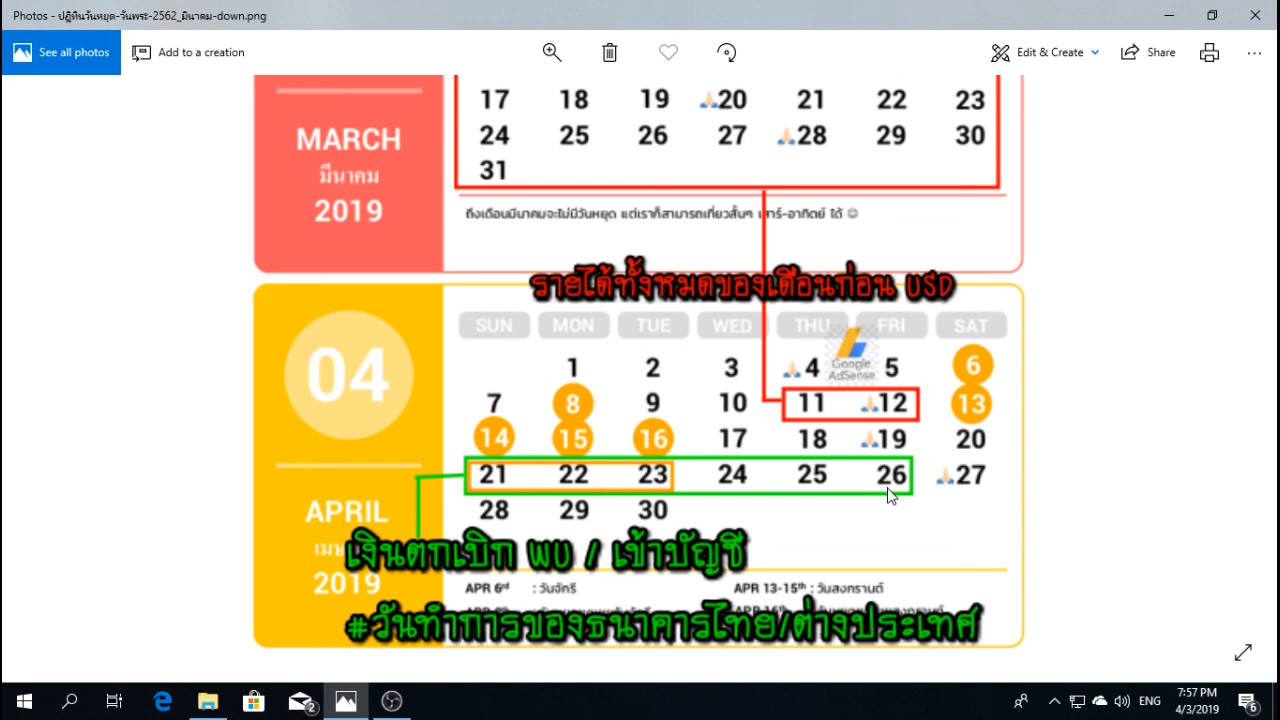 Photos - ปฏิทินวันหยุด-วันพระ-2562_มีนาคม-down.png
See all photos
Add to a creation
Edit & Create
Share
17 18 19 20 21 22 23
MARCH
24 25 26 27 28 29 30
มีนาคม
31
2019
ถึงเดือนมีนาคมจะไม่มีวันหยุด แต่เราก็สามารถเที่ยวสั้นๆ เสาร์-อาทิตย์ ได้
รายได้ทั้งหมดของเดือนก่อน USD
04
SUN MON TUE WED THU FRI SAT
Google
AdSense
1 2 3 4 5 6
7 8 9 10 11 12 13
14 15 16 17 18 19 20
21 22 23 24 25 26 27
APRIL
28 29 30
2019
เงินตกเบิก WU / เข้าบัญชี
APR 6rd : วันจักรี
APR 13-15th : วันสงกรานต์
#วันทำการของธนาคารไทย/ต่างประเทศ
2
ENG
7:57 PM
4/3/2019
6